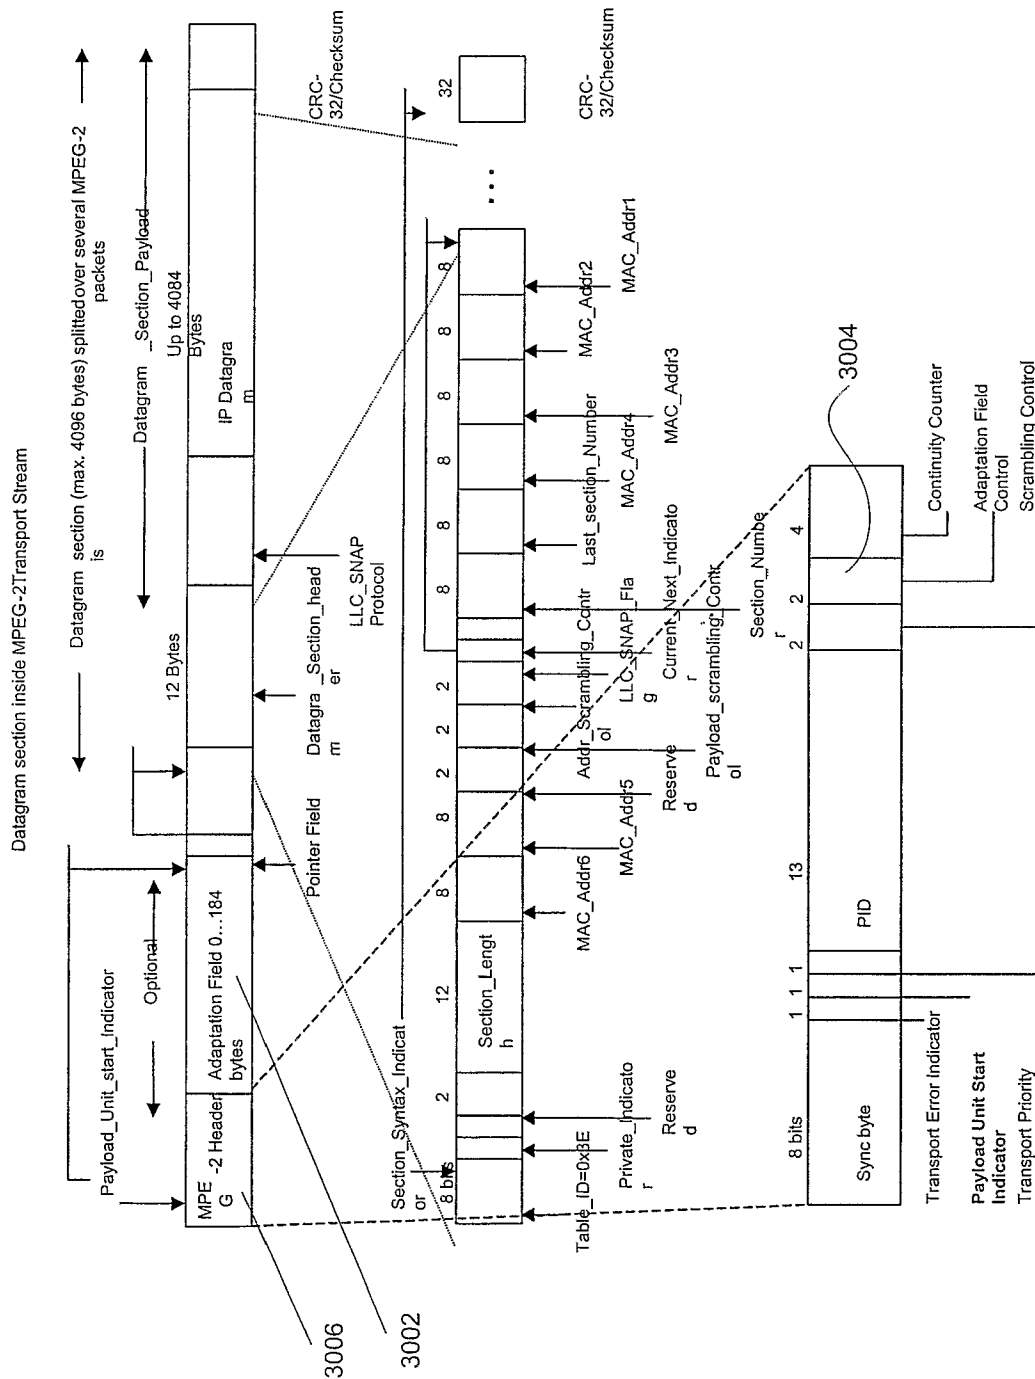 Datagram section inside MPEG-2Transport Stream
Datagram section (max. 4096 bytes) splittedover several MPEG-2
is
packets
Payload_Unit_start_Indicator
Optional
12 Bytes
Datagram _Section_Payload
Up to 4084
Bytes
MPE
G
-2 Header
Adaptation Field 0...184
bytes
IP Datagra
m
Pointer Field
Datagra
m
_Section_head
er
LLC_SNAP
Protocol
CRC-
32/Checksum
3006
3002
Section_Syntax_Indicat
or
8 bits
2
12
8
8
2
2
2
8
8
8
8
8
8
32
Section_Lengt
h
...
Table_ID=0x3E
Private_Indicato
r
Reserve
d
MAC_Addr6
MAC_Addr5
Reserve
d
Payload_scrambling_Contr
ol
Addr_Scrambling_Contr
ol
LLC_SNAP_Fla
g
Current_Next_Indicato
r
Section_Numbe
r
Last_section_Number
MAC_Addr4
MAC_Addr3
MAC_Addr2
MAC_Addr1
CRC-
32/Checksum
8 bits
1
1
1
13
2
2
4
3004
Sync byte
PID
Transport Error Indicator
Payload Unit Start
Indicator
Transport Priority
Continuity Counter
Adaptation Field
Control
Scrambling Control